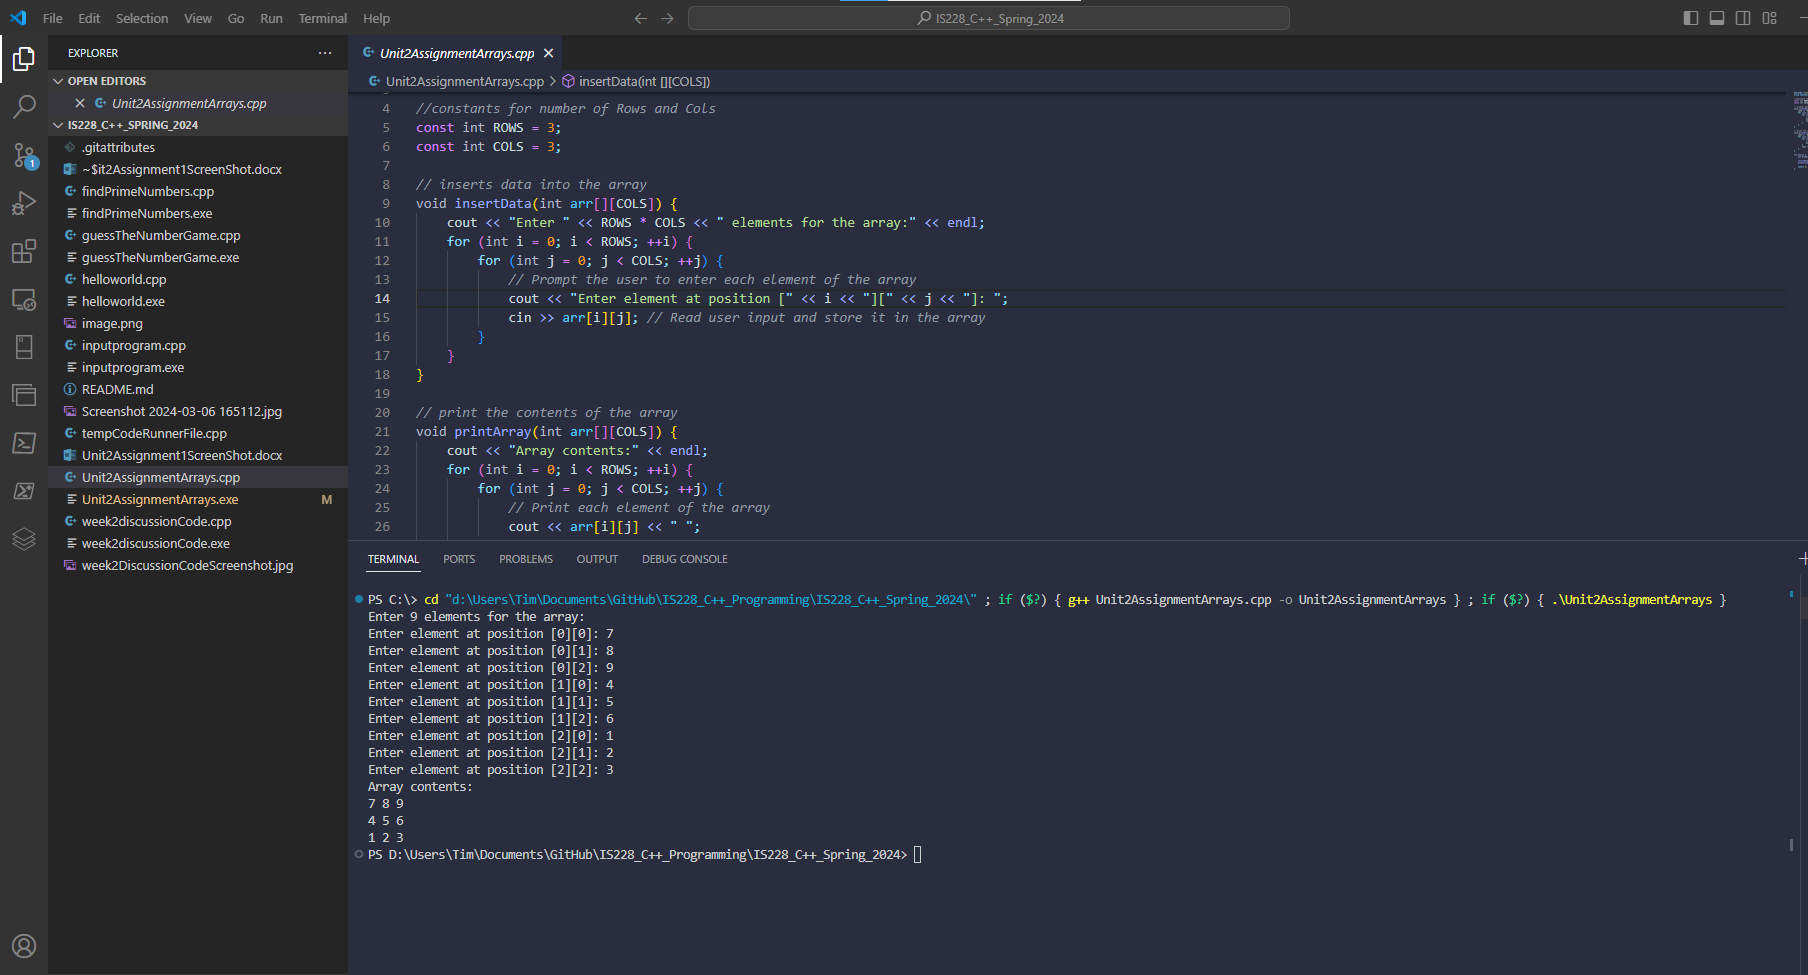 File Edit Selection View Go Run Terminal Help
IS228_C++_Spring_2024
EXPLORER
OPEN EDITORS
Unit2AssignmentArrays.cpp
IS228_C++_SPRING_2024
.gitattributes
~$it2Assignment1ScreenShot.docx
findPrimeNumbers.cpp
findPrimeNumbers.exe
guessTheNumberGame.cpp
guessTheNumberGame.exe
helloworld.cpp
helloworld.exe
image.png
inputprogram.cpp
inputprogram.exe
README.md
Screenshot 2024-03-06 165112.jpg
tempCodeRunnerFile.cpp
Unit2Assignment1ScreenShot.docx
Unit2AssignmentArrays.cpp
Unit2AssignmentArrays.exe M
week2discussionCode.cpp
week2discussionCode.exe
week2DiscussionCodeScreenshot.jpg
1
Unit2AssignmentArrays.cpp
Unit2AssignmentArrays.cpp > insertData(int [][COLS])
4 //constants for number of Rows and Cols
5 const int ROWS = 3;
6 const int COLS = 3;
7
8 // inserts data into the array
9 void insertData(int arr[][COLS]) {
10 cout << "Enter " << ROWS * COLS << " elements for the array:" << endl;
11 for (int i = 0; i < ROWS; ++i) {
12 for (int j = 0; j < COLS; ++j) {
13 // Prompt the user to enter each element of the array
14 cout << "Enter element at position [" << i << "][" << j << "]: ";
15 cin >> arr[i][j]; // Read user input and store it in the array
16 }
17 }
18 }
19
20 // print the contents of the array
21 void printArray(int arr[][COLS]) {
22 cout << "Array contents:" << endl;
23 for (int i = 0; i < ROWS; ++i) {
24 for (int j = 0; j < COLS; ++j) {
25 // Print each element of the array
26 cout << arr[i][j] << " ";
TERMINAL PORTS PROBLEMS OUTPUT DEBUG CONSOLE
PS C:\> cd "d:\Users\Tim\Documents\GitHub\IS228_C++_Programming\IS228_C++_Spring_2024\" ; if ($?) { g++ Unit2AssignmentArrays.cpp -o Unit2AssignmentArrays } ; if ($?) { .\Unit2AssignmentArrays }
Enter 9 elements for the array:
Enter element at position [0][0]: 7
Enter element at position [0][1]: 8
Enter element at position [0][2]: 9
Enter element at position [1][0]: 4
Enter element at position [1][1]: 5
Enter element at position [1][2]: 6
Enter element at position [2][0]: 1
Enter element at position [2][1]: 2
Enter element at position [2][2]: 3
Array contents:
7 8 9
4 5 6
1 2 3
PS D:\Users\Tim\Documents\GitHub\IS228_C++_Programming\IS228_C++_Spring_2024>